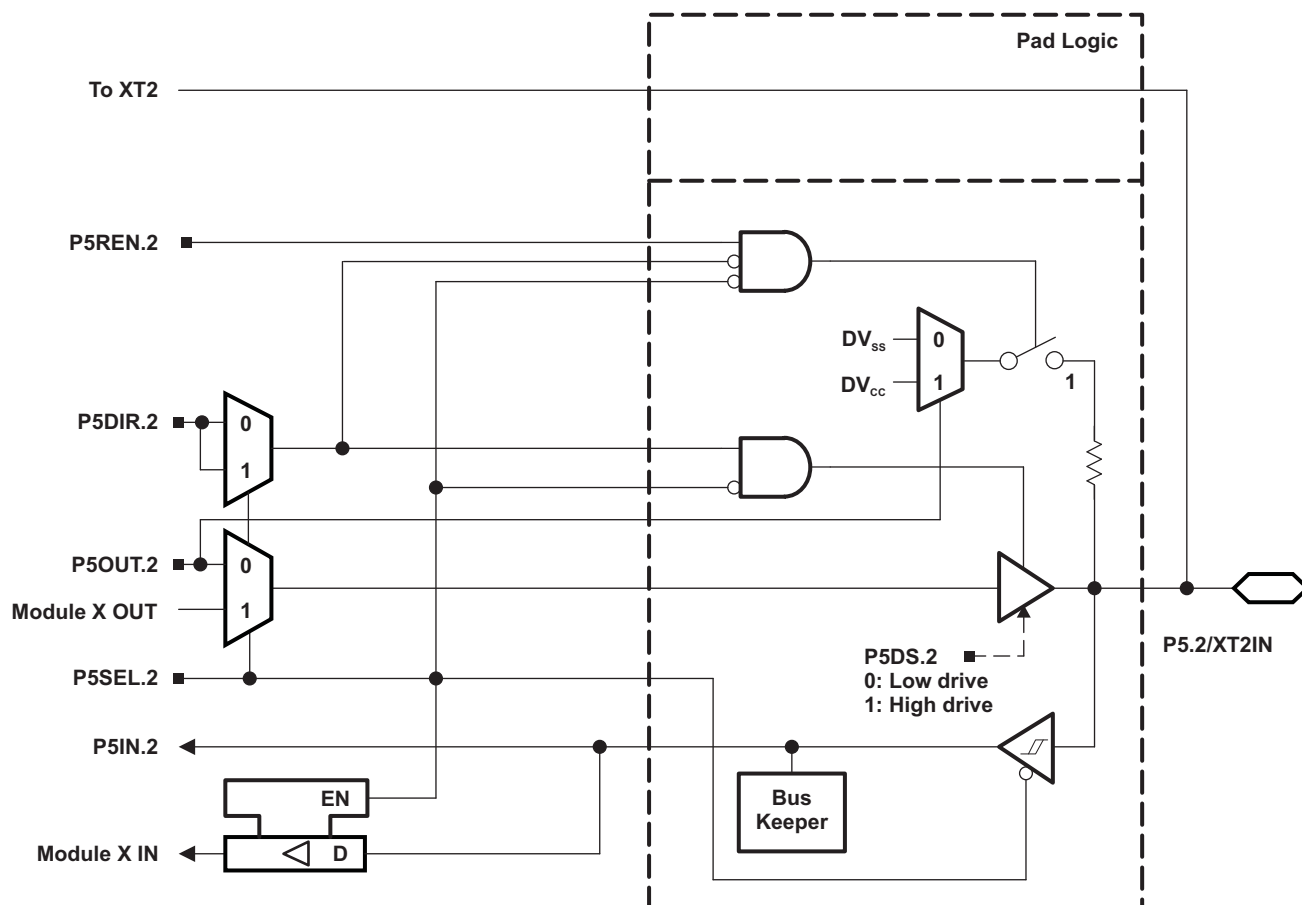 Pad Logic
To XT2
P5REN.2
DVSS
0
DVCC
1
1
P5DIR.2
0
1
P5OUT.2
0
Module X OUT
1
P5DS.2
0: Low drive
1: High drive
P5.2/XT2IN
P5SEL.2
P5IN.2
Bus
Keeper
EN
Module X IN
D